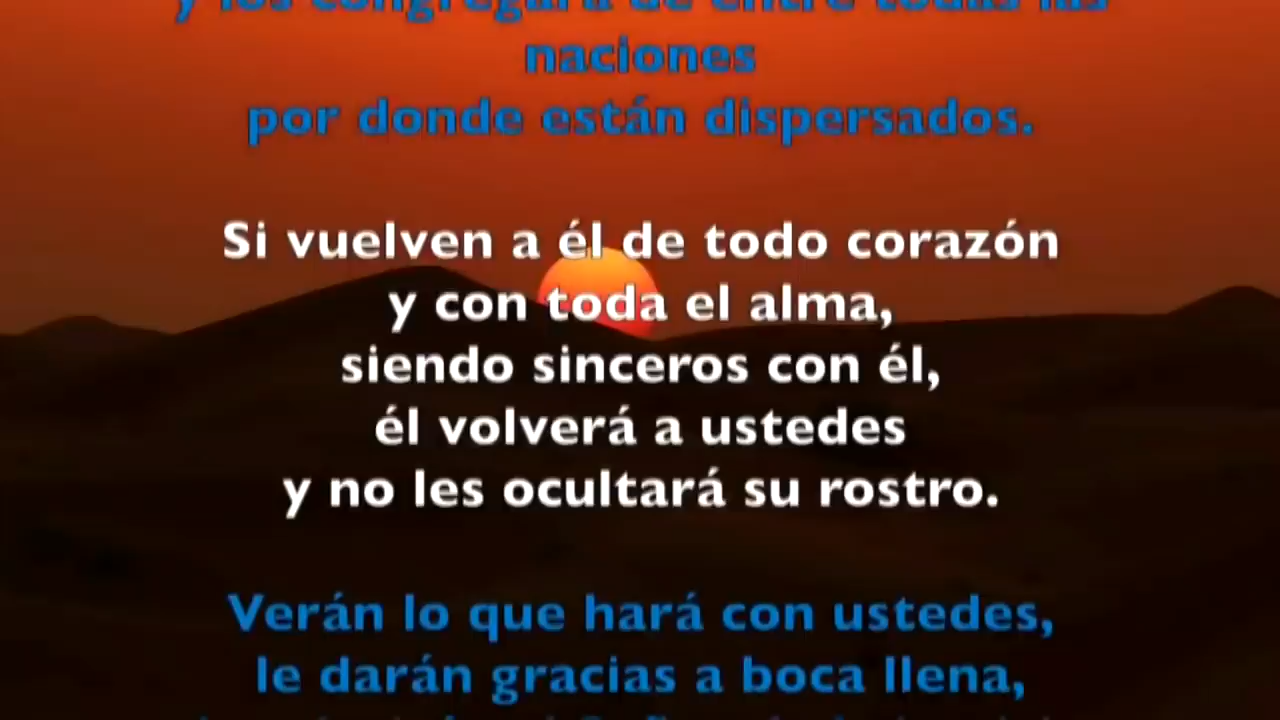 y los congregará de entre todas las
naciones
por donde están dispersados.
Si vuelven a él de todo corazón
y con toda el alma,
siendo sinceros con él,
él volverá a ustedes
y no les ocultará su rostro.
Verán lo que hará con ustedes,
le darán gracias a boca llena,